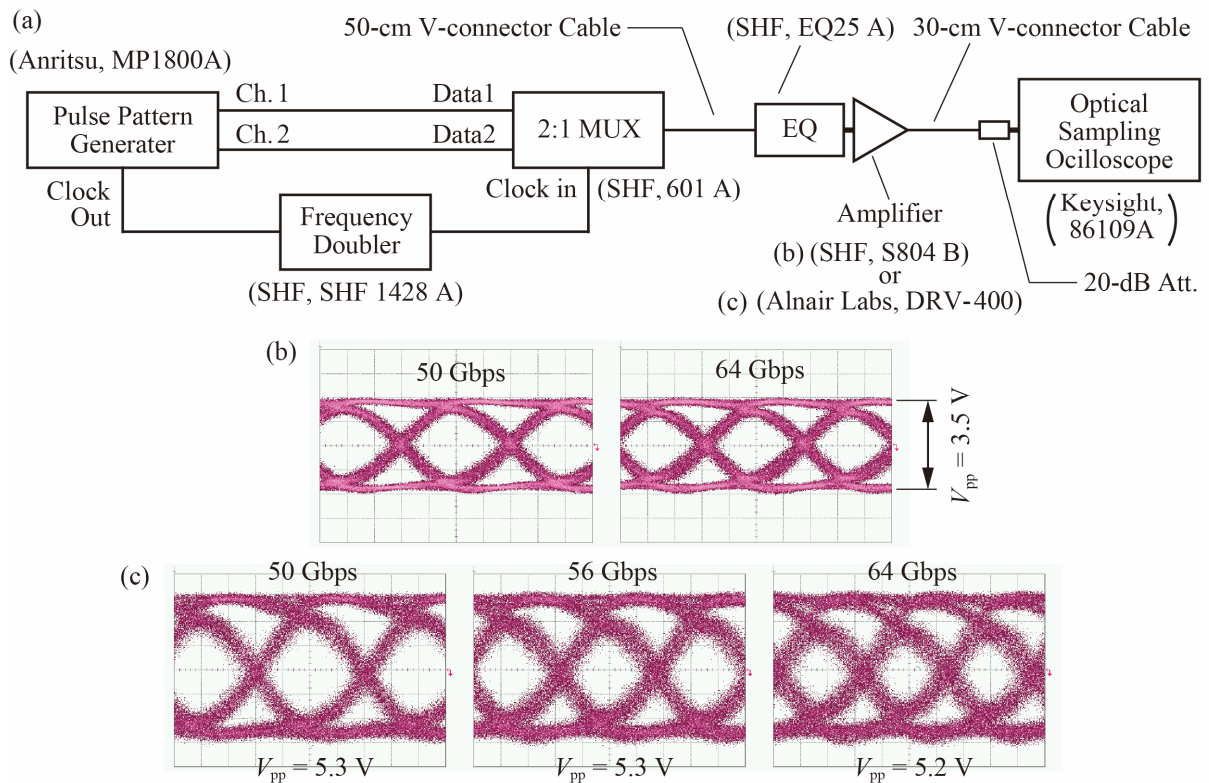 (a)
50-cm V-connector Cable
(SHF, EQ25 A)
30-cm V-connector Cable
(Anritsu, MP1800A)
Pulse Pattern
Generater
Ch. 1
Data1
Ch. 2
Data2
2:1 MUX
EQ
Optical
Sampling
Ocilloscope
Clock
Out
Clock in
(SHF, 601 A)
Frequency
Doubler
(SHF, SHF 1428 A)
Amplifier
(b) (SHF, S804 B)
or
(c) (Alnair Labs, DRV-400)
(Keysight,
86109A)
20-dB Att.
(b)
50 Gbps
64 Gbps
Vpp = 3.5 V
(c)
50 Gbps
56 Gbps
64 Gbps
Vpp = 5.3 V
Vpp = 5.3 V
Vpp = 5.2 V